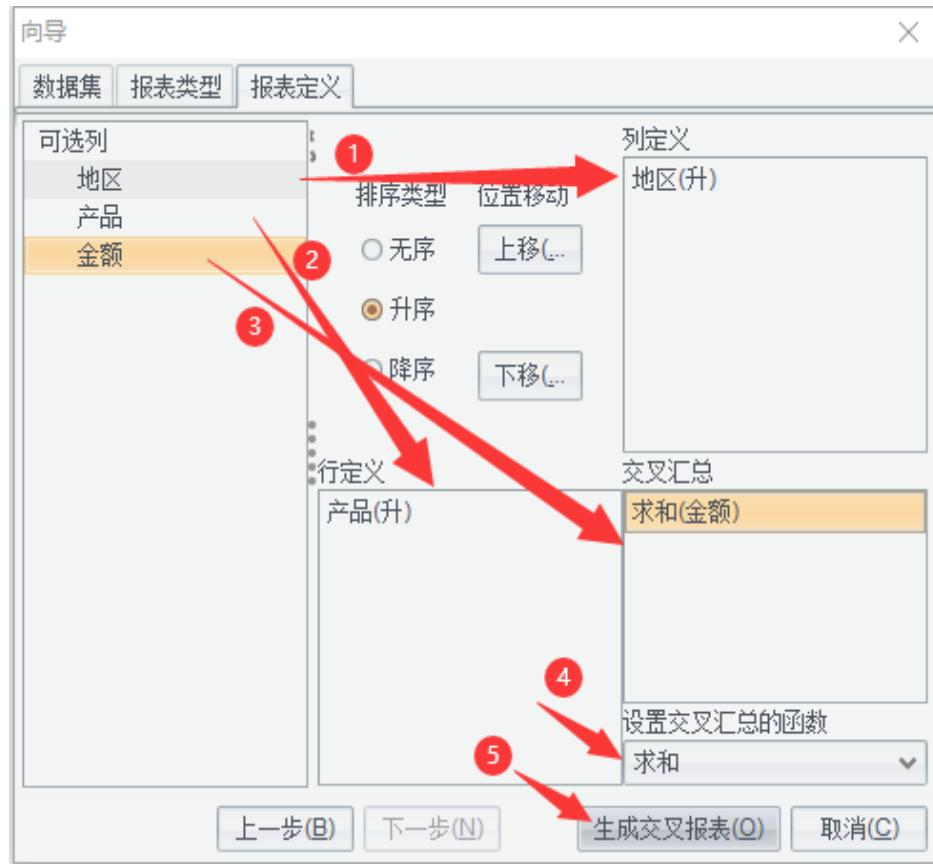 向导
数据集 报表类型 报表定义
可选列
地区
产品
金额
1
2
3
排序类型 位置移动
无序 上移(...
升序
降序 下移(...
列定义
地区(升)
行定义
产品(升)
交叉汇总
求和(金额)
4
设置交叉汇总的函数
求和
5
上一步(B) 下一步(N) 生成交叉报表(O) 取消(C)